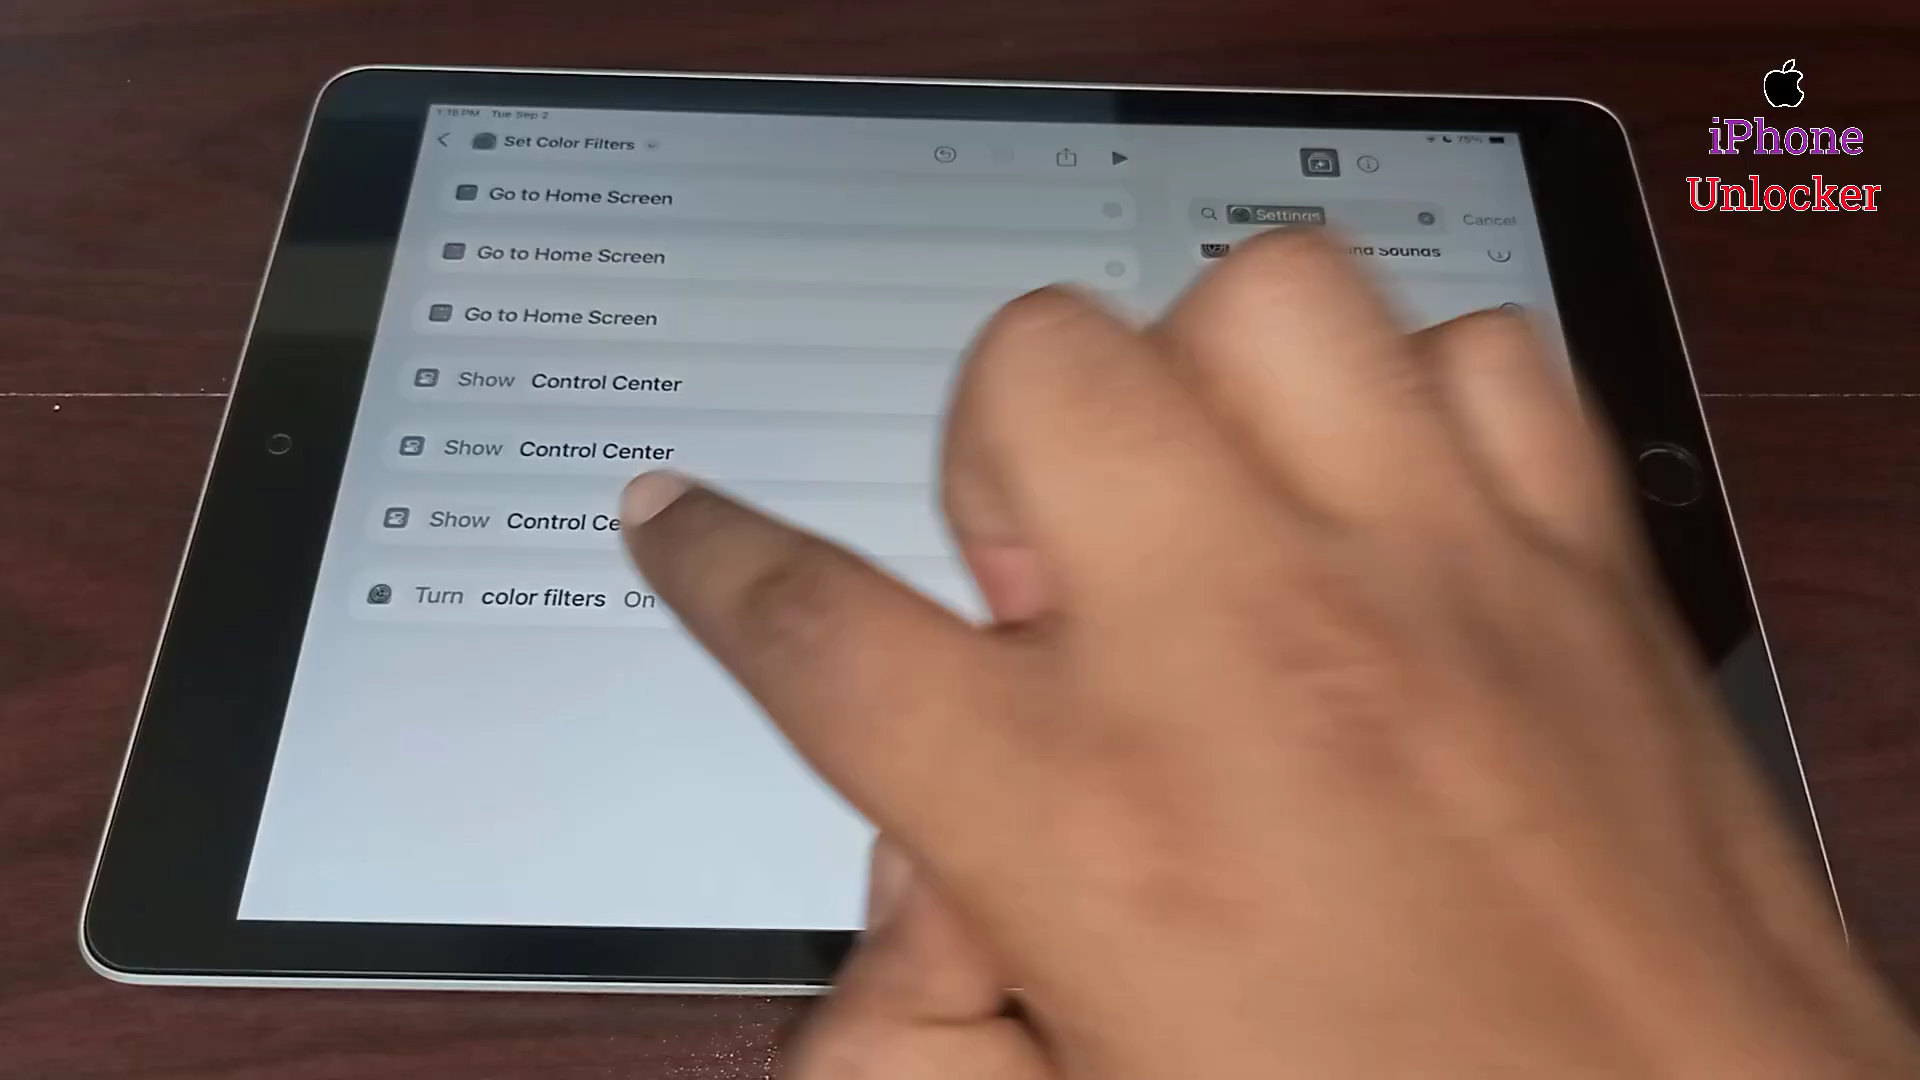 1:16 PM Tue Sep 2
75%
Set Color Filters
Go to Home Screen
Go to Home Screen
Go to Home Screen
Show Control Center
Show Control Center
Show Control Ce
Turn color filters On
Settings
Cancel
nd Sounds
iPhone
Unlocker